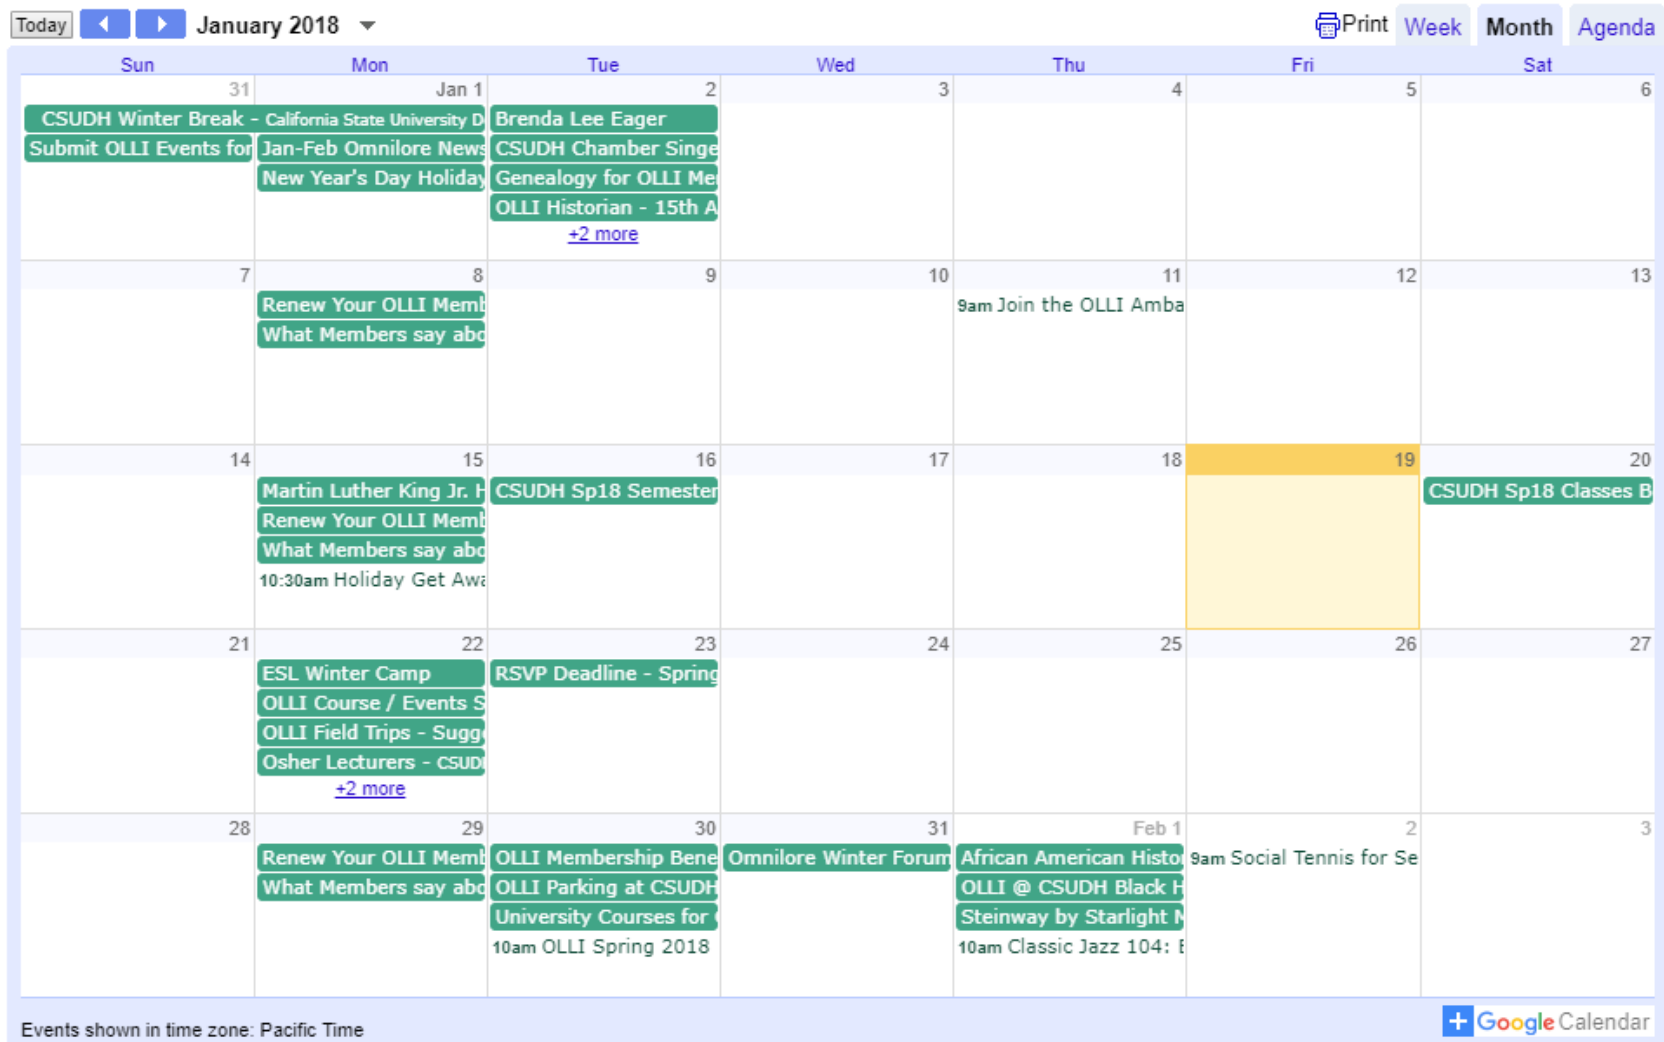 Today January 2018 Print Week Month Agenda
Sun Mon Tue Wed Thu Fri Sat
31 Jan 1 2 3 4 5 6
CSUDH Winter Break - California State University D Brenda Lee Eager
Submit OLLI Events for Jan-Feb Omnilore News CSUDH Chamber Singe
New Year's Day Holiday Genealogy for OLLI Me
OLLI Historian - 15th A
+2 more
7 8 9 10 11 12 13
Renew Your OLLI Memb 9am Join the OLLI Amba
What Members say abo
14 15 16 17 18 19 20
Martin Luther King Jr. H CSUDH Sp18 Semester CSUDH Sp18 Classes B
Renew Your OLLI Memb
What Members say abo
10:30am Holiday Get Awa
21 22 23 24 25 26 27
ESL Winter Camp RSVP Deadline - Spring
OLLI Course / Events S
OLLI Field Trips - Sugge
Osher Lecturers - CSUDH
+2 more
28 29 30 31 Feb 1 2 3
Renew Your OLLI Memb OLLI Membership Bene Omnilore Winter Forum African American Histor 9am Social Tennis for Se
What Members say abo OLLI Parking at CSUDH OLLI @ CSUDH Black H
University Courses for Steinway by Starlight
10am OLLI Spring 2018 10am Classic Jazz 104:
Events shown in time zone: Pacific Time
+ Google Calendar